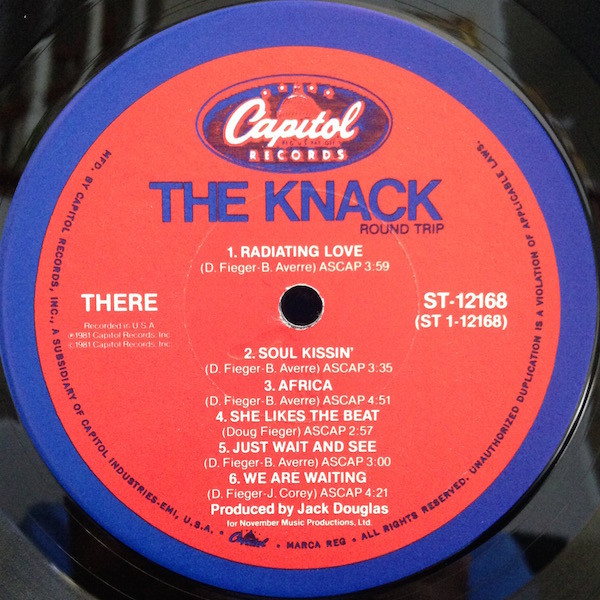 Capitol
RECORDS
THE KNACK
ROUND TRIP
1. RADIATING LOVE
(D. Fieger-B. Averre) ASCAP 3:59
THERE
Recorded in U.S.A.
℗1981 Capitol Records, Inc.
©1981 Capitol Records, Inc.
ST-12168
(ST 1-12168)
2. SOUL KISSIN'
(D. Fieger-B. Averre) ASCAP 3:35
3. AFRICA
(D. Fieger-B. Averre) ASCAP 4:51
4. SHE LIKES THE BEAT
(Doug Fieger) ASCAP 2:57
5. JUST WAIT AND SEE
(D. Fieger-B. Averre) ASCAP 3:00
6. WE ARE WAITING
(D. Fieger-J. Corey) ASCAP 4:21
Produced by Jack Douglas
for November Music Productions, Ltd.
MFD. BY CAPITOL RECORDS, INC., A SUBSIDIARY OF CAPITOL INDUSTRIES-EMI, U.S.A. • Capitol • MARCA REG • ALL RIGHTS RESERVED. UNAUTHORIZED DUPLICATION IS A VIOLATION OF APPLICABLE LAWS.